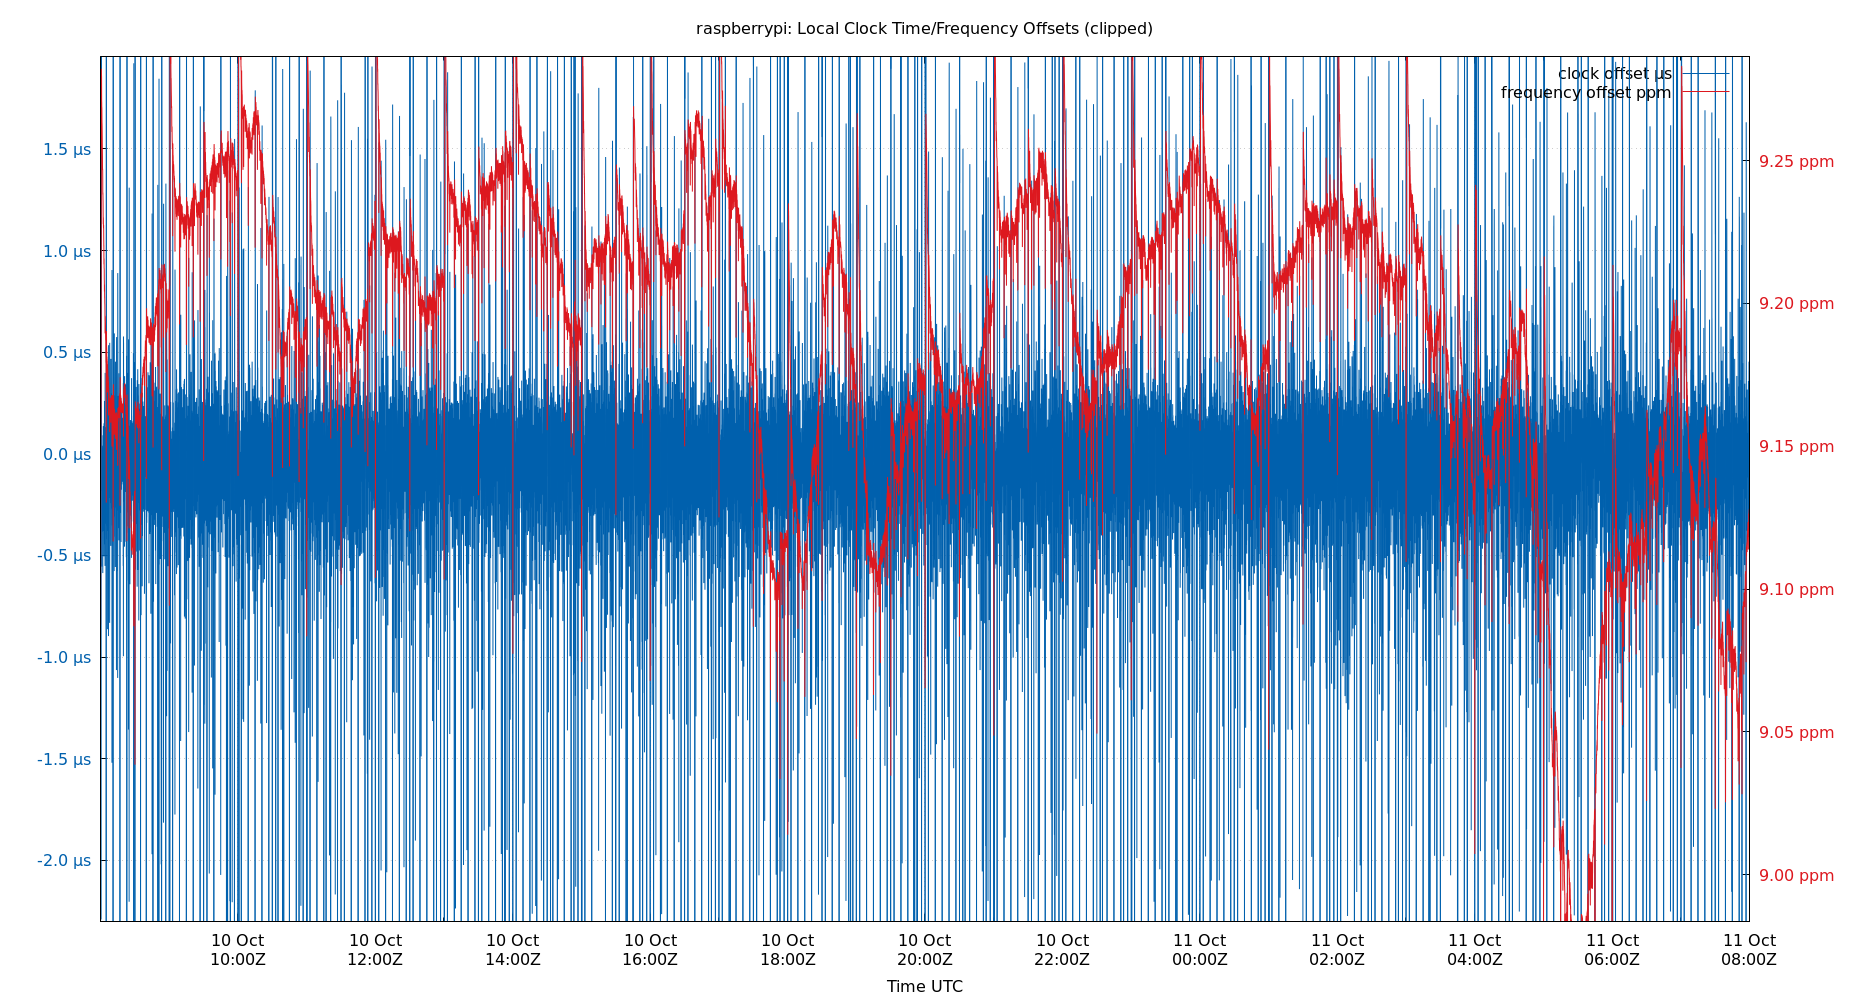 raspberrypi: Local Clock Time/Frequency Offsets (clipped)
clock offset µs
frequency offset ppm
1.5 µs
1.0 µs
0.5 µs
0.0 µs
-0.5 µs
-1.0 µs
-1.5 µs
-2.0 µs
9.25 ppm
9.20 ppm
9.15 ppm
9.10 ppm
9.05 ppm
9.00 ppm
10 Oct 10 Oct 10 Oct 10 Oct 10 Oct 10 Oct 10 Oct 11 Oct 11 Oct 11 Oct 11 Oct 11 Oct
10:00Z 12:00Z 14:00Z 16:00Z 18:00Z 20:00Z 22:00Z 00:00Z 02:00Z 04:00Z 06:00Z 08:00Z
Time UTC